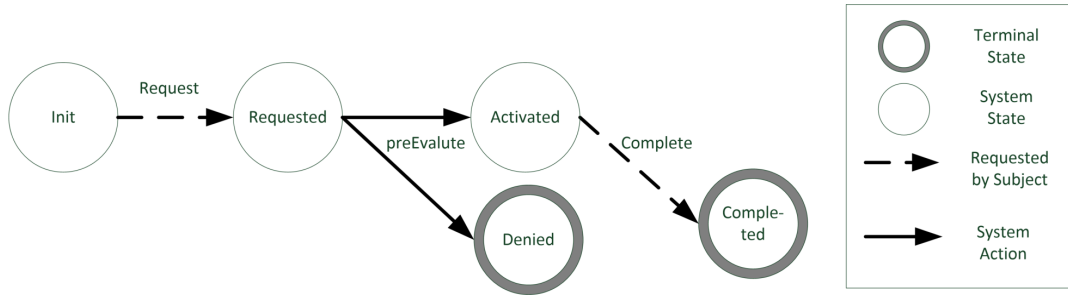 Init
Request
Requested
preEvalute
Activated
Denied
Complete
Comple-
ted
Terminal
State
System
State
Requested
by Subject
System
Action